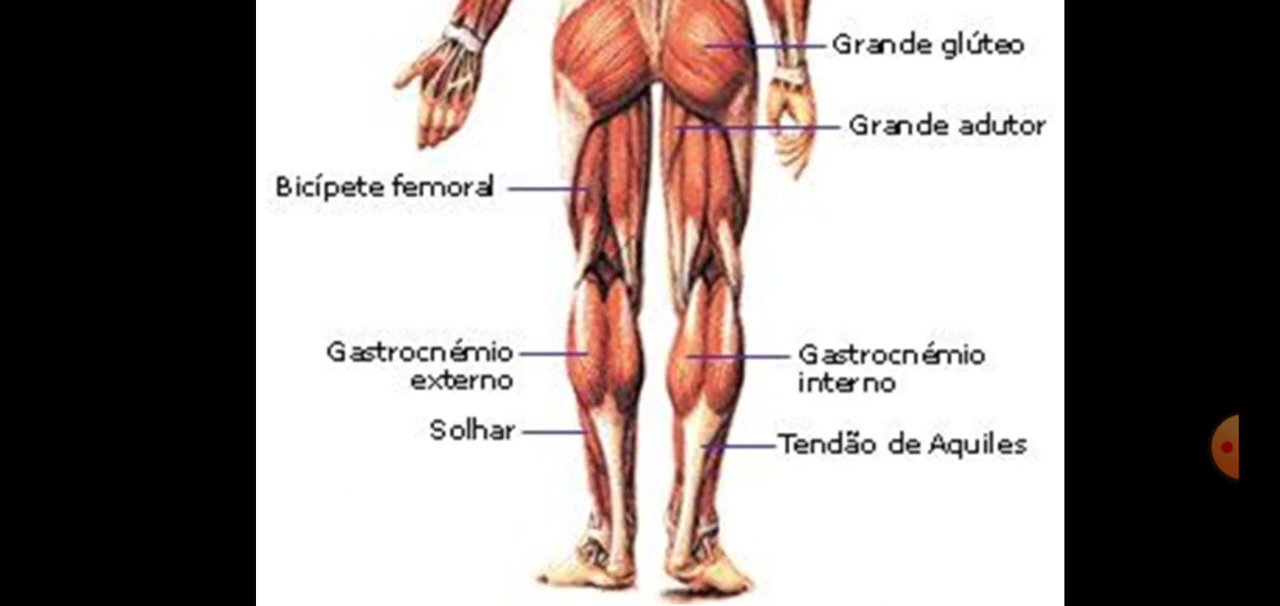 Grande glúteo
Grande adutor
Bicípete femoral
Gastrocnémio
externo
Gastrocnémio
interno
Solhar
Tendão de Aquiles